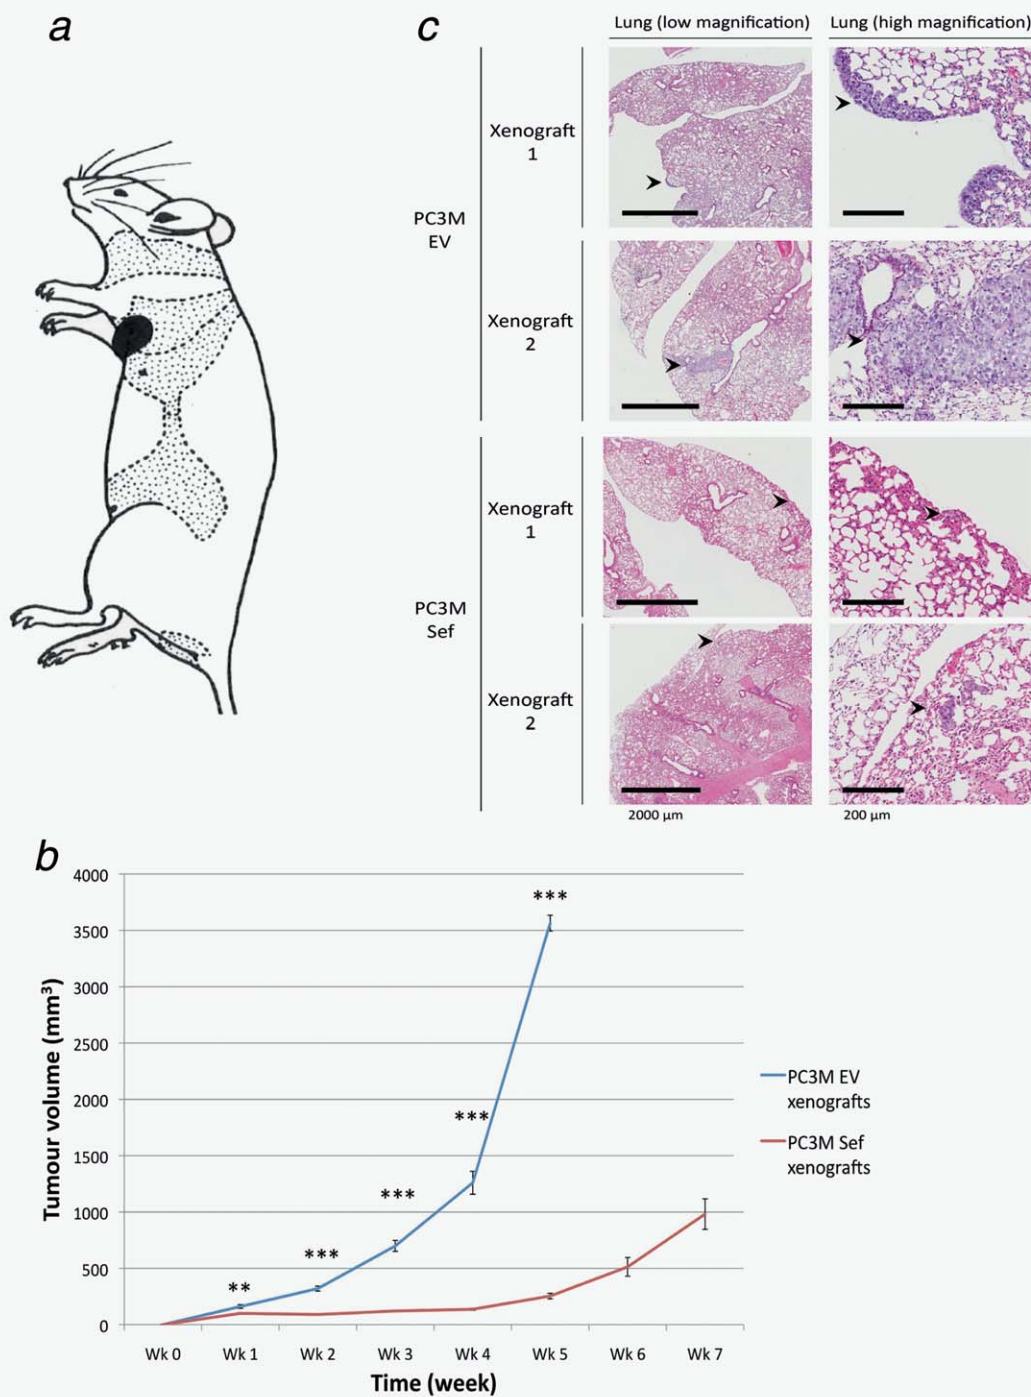 a
c
Lung (low magnification)
Lung (high magnification)
PC3M
EV
Xenograft
1
Xenograft
2
PC3M
Sef
Xenograft
1
Xenograft
2
2000 µm
200 µm
b
Tumour volume (mm³)
4000
3500
3000
2500
2000
1500
1000
500
0
**
***
***
***
***
Wk 0 Wk 1 Wk 2 Wk 3 Wk 4 Wk 5 Wk 6 Wk 7
Time (week)
PC3M EV
xenografts
PC3M Sef
xenografts